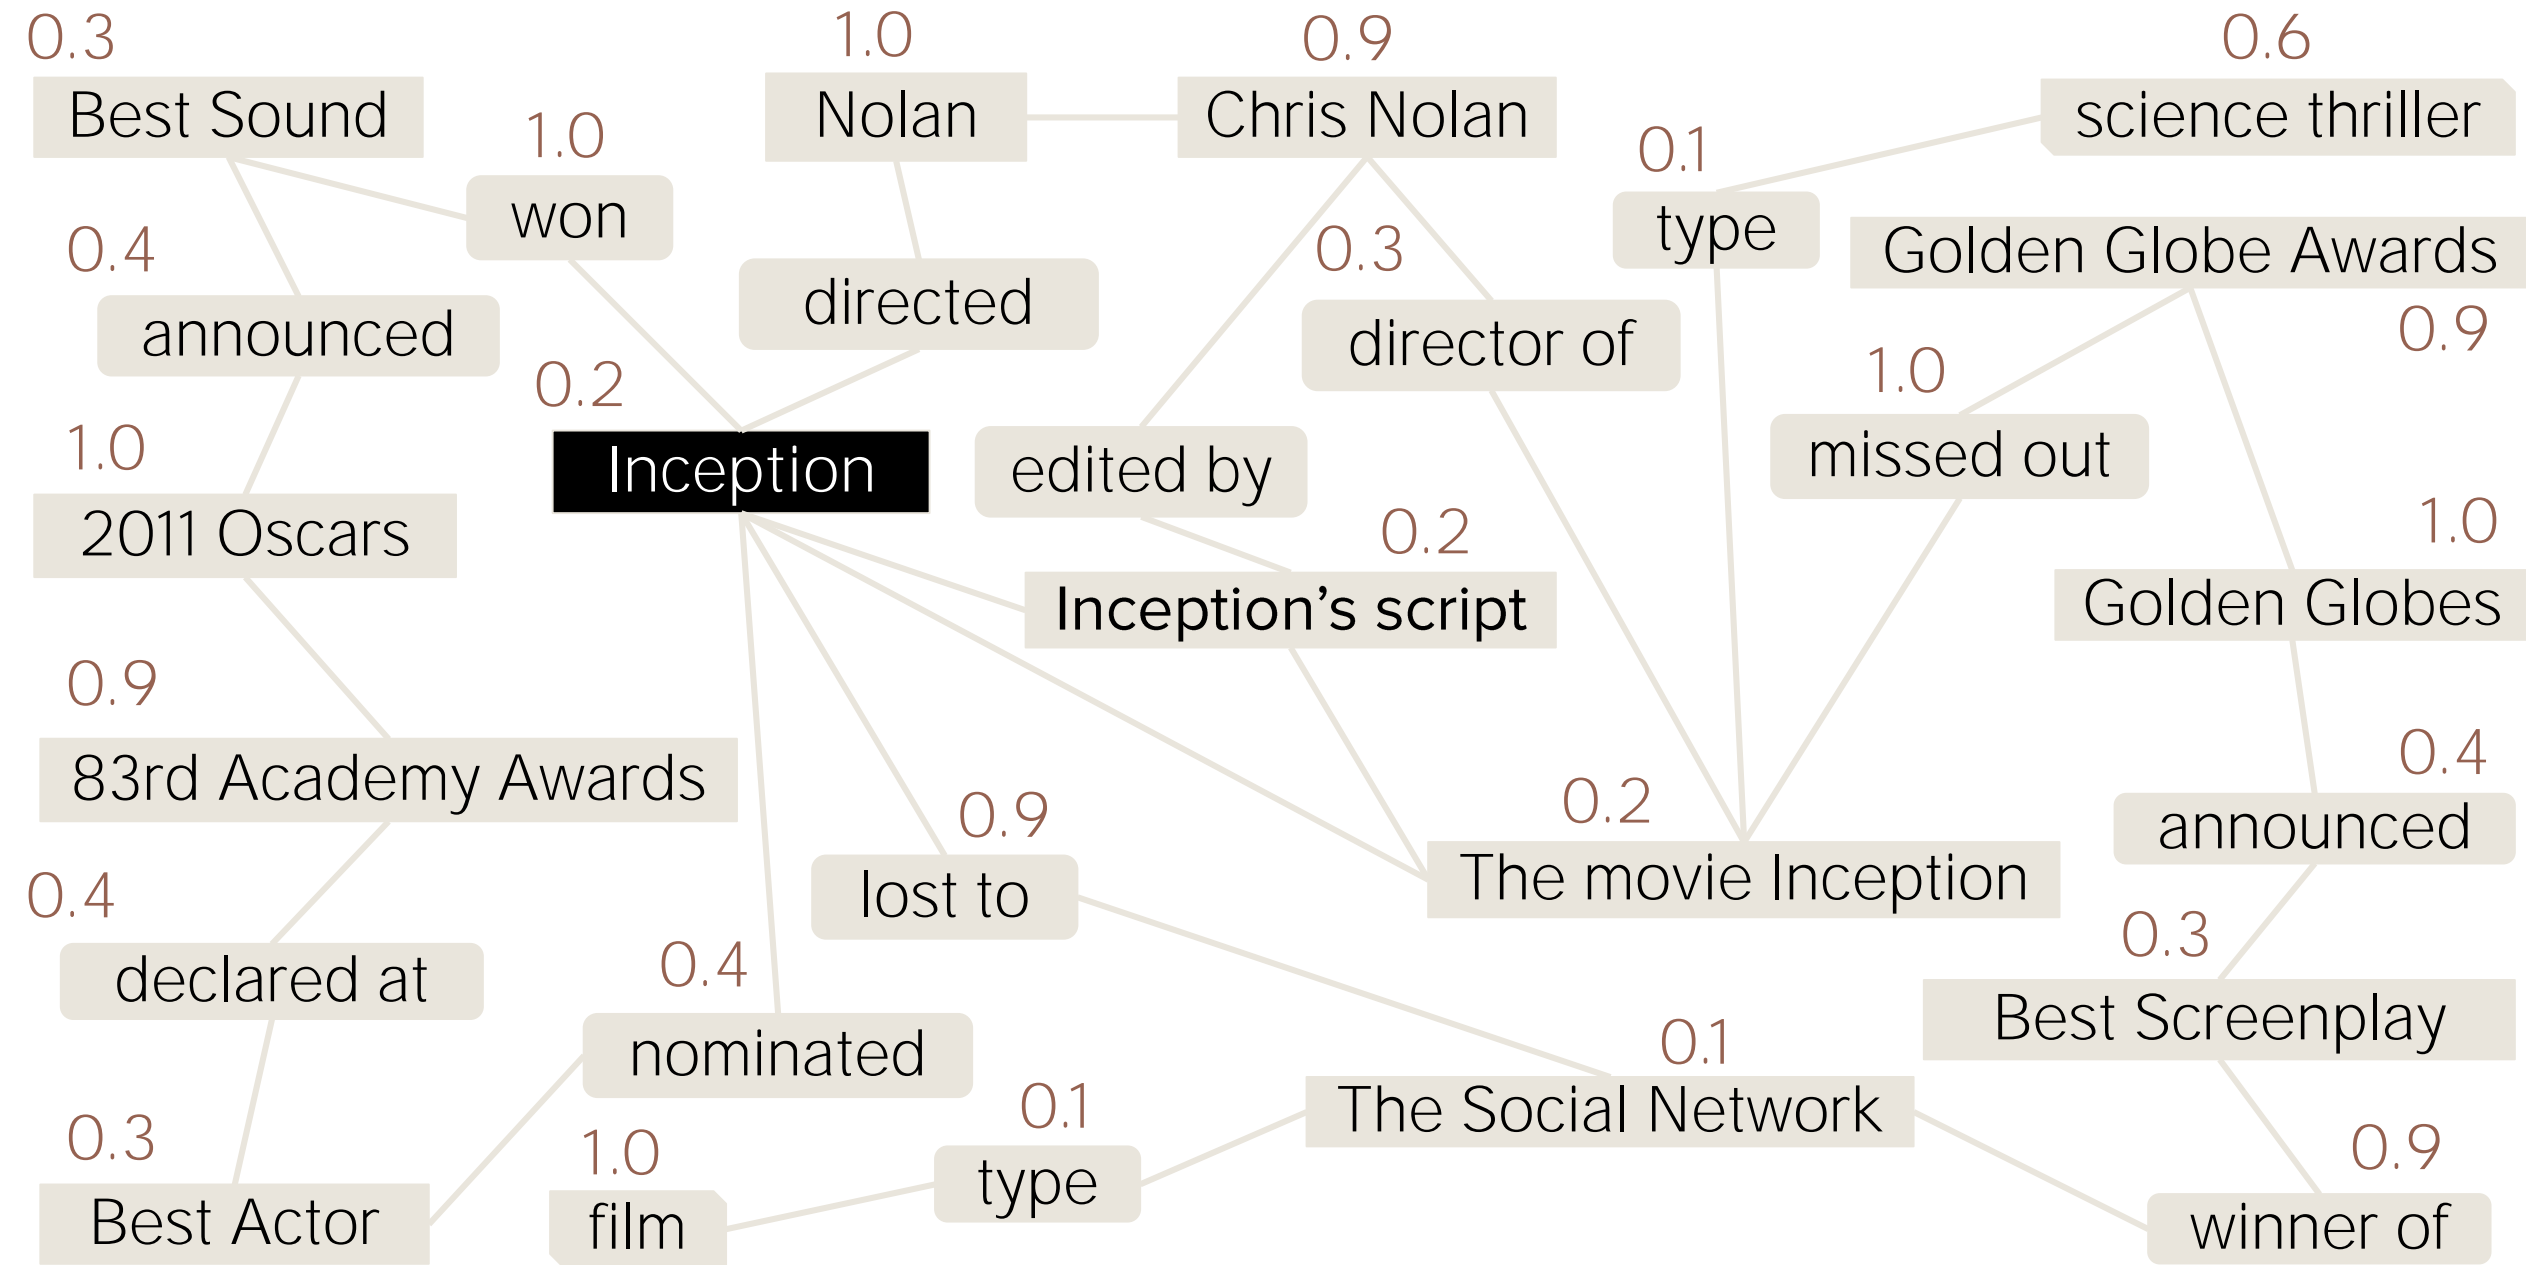 0.3
Best Sound
1.0
won
0.4
announced
1.0
2011 Oscars
0.9
83rd Academy Awards
0.4
declared at
0.3
Best Actor
1.0
Nolan
0.9
Chris Nolan
directed
0.2
Inception
edited by
0.3
director of
0.2
Inception's script
0.9
lost to
0.4
nominated
1.0
film
0.1
type
0.1
The Social Network
0.2
The movie Inception
0.6
science thriller
0.1
type
Golden Globe Awards
0.9
1.0
missed out
1.0
Golden Globes
0.4
announced
0.3
Best Screenplay
0.9
winner of